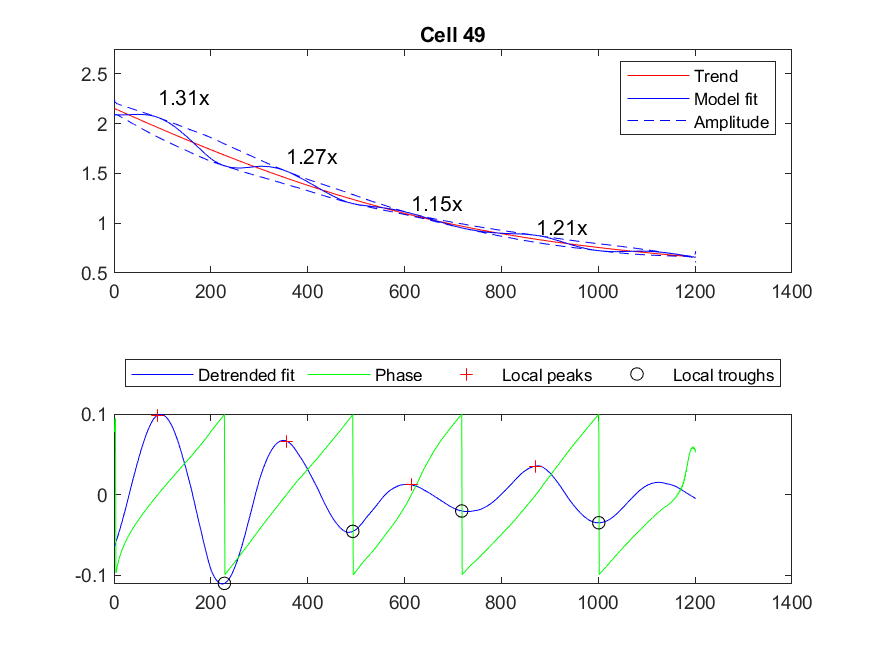 Cell 49
2.5
2
1.5
1
0.5
1.31x
1.27x
1.15x
1.21x
Trend
Model fit
Amplitude
0 200 400 600 800 1000 1200 1400
Detrended fit Phase Local peaks Local troughs
0.1
0
-0.1
0 200 400 600 800 1000 1200 1400